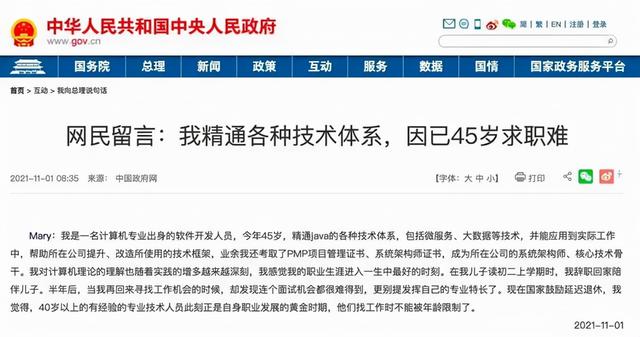 中华人民共和国中央人民政府
www.gov.cn
简 | 繁 | EN | 注册 | 登录
国务院 总理 新闻 政策 互动 服务 数据 国情 国家政务服务平台
首页 > 互动 > 我向总理说句话
网民留言：我精通各种技术体系，因已45岁求职难
2021-11-01 08:35 来源： 中国政府网 【字体：大 中 小】 打印
Mary：我是一名计算机专业出身的软件开发人员，今年45岁，精通java的各种技术体系，包括微服务、大数据等技术，并能应用到实际工作
中，帮助所在公司提升、改造所使用的技术框架，业余我还考取了PMP项目管理证书、系统架构师证书，成为所在公司的系统架构师、核心技术骨
干。我对计算机理论的理解也随着实践的增多越来越深刻，我感觉我的职业生涯进入一生中最好的时刻。在我儿子读初二上学期时，我辞职回家陪
伴儿子。半年后，当我再回来寻找工作机会的时候，却发现连个面试机会都很难得到，更别提发挥自己的专业特长了。现在国家鼓励延迟退休，我
觉得，40岁以上的有经验的专业技术人员此刻正是自身职业发展的黄金时期，他们找工作时不能被年龄限制了。
2021-11-01